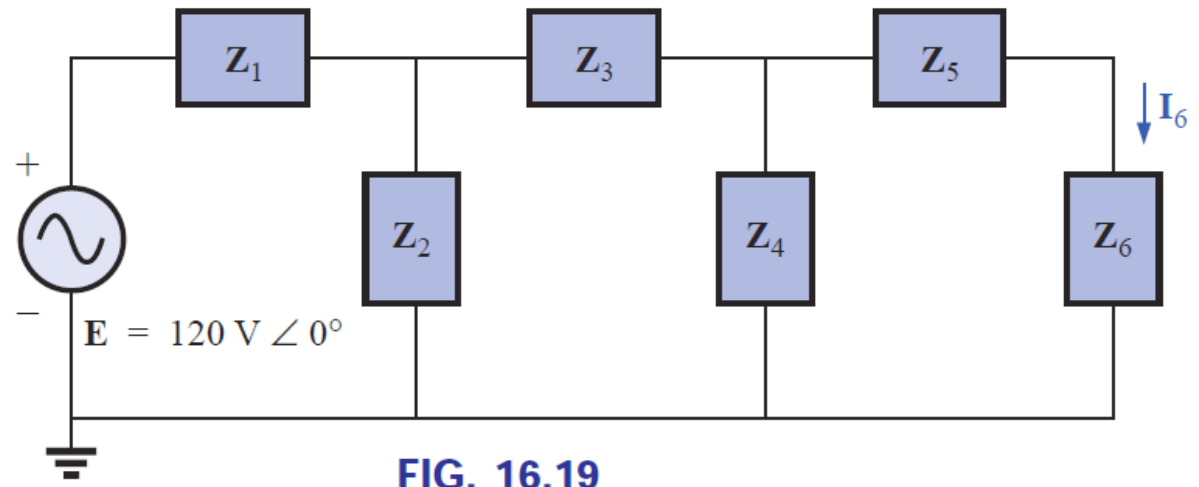 Z₁
Z₃
Z₅
I₆
+
Z₂
Z₄
Z₆
−
E = 120 V ∠ 0°
FIG. 16.19